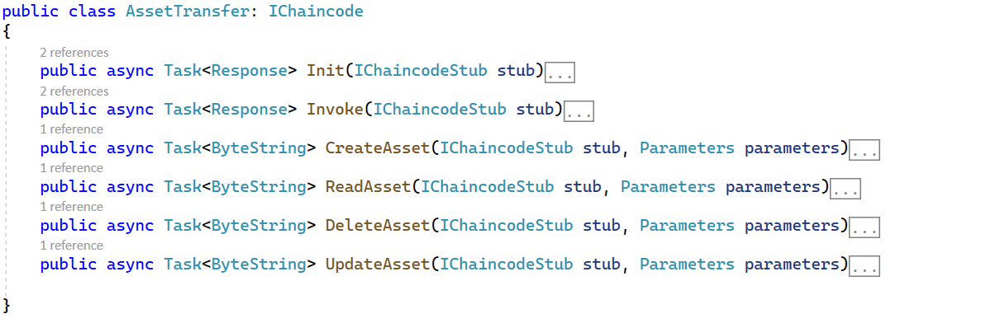 public class AssetTransfer: IChaincode
{
2 references
public async Task<Response> Init(IChaincodeStub stub)...
2 references
public async Task<Response> Invoke(IChaincodeStub stub)...
1 reference
public async Task<ByteString> CreateAsset(IChaincodeStub stub, Parameters parameters)...
1 reference
public async Task<ByteString> ReadAsset(IChaincodeStub stub, Parameters parameters)...
1 reference
public async Task<ByteString> DeleteAsset(IChaincodeStub stub, Parameters parameters)...
1 reference
public async Task<ByteString> UpdateAsset(IChaincodeStub stub, Parameters parameters)...
}